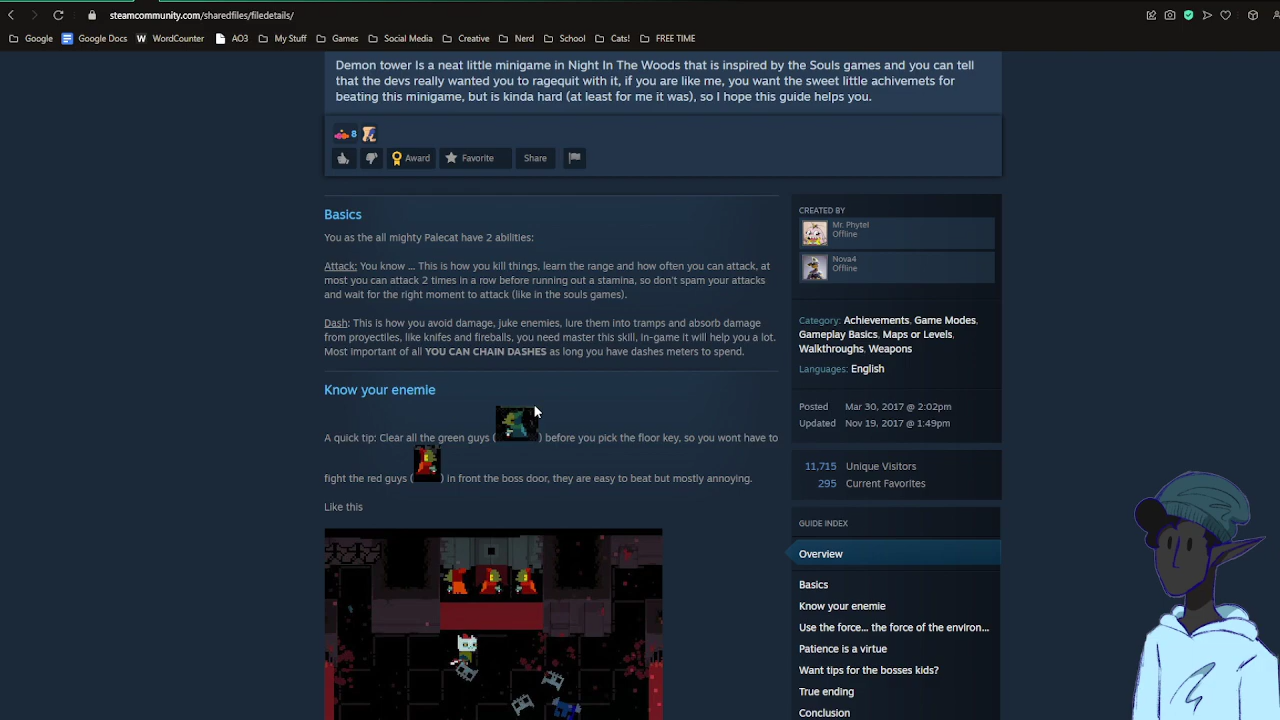 steamcommunity.com/sharedfiles/filedetails/
Google Google Docs W WordCounter AO3 My Stuff Games Social Media Creative Nerd School Cats! FREE TIME
Demon tower Is a neat little minigame in Night In The Woods that is inspired by the Souls games and you can tell
that the devs really wanted you to ragequit with it, if you are like me, you want the sweet little achivemets for
beating this minigame, but is kinda hard (at least for me it was), so I hope this guide helps you.
8
Award Favorite Share
Basics
You as the all mighty Palecat have 2 abilities:
Attack: You know ... This is how you kill things, learn the range and how often you can attack, at
most you can attack 2 times in a row before running out a stamina, so don't spam your attacks
and wait for the right moment to attack (like in the souls games).
Dash: This is how you avoid damage, juke enemies, lure them into tramps and absorb damage
from proyectiles, like knifes and fireballs, you need master this skill, In-game it will help you a lot.
Most important of all YOU CAN CHAIN DASHES as long you have dashes meters to spend.
Know your enemie
A quick tip: Clear all the green guys ( ) before you pick the floor key, so you wont have to
fight the red guys ( ) in front the boss door, they are easy to beat but mostly annoying.
Like this
CREATED BY
Mr. Phytel
Offline
Nova4
Offline
Category: Achievements, Game Modes,
Gameplay Basics, Maps or Levels,
Walkthroughs, Weapons
Languages: English
Posted Mar 30, 2017 @ 2:02pm
Updated Nov 19, 2017 @ 1:49pm
11,715 Unique Visitors
295 Current Favorites
GUIDE INDEX
Overview
Basics
Know your enemie
Use the force... the force of the environ...
Patience is a virtue
Want tips for the bosses kids?
True ending
Conclusion